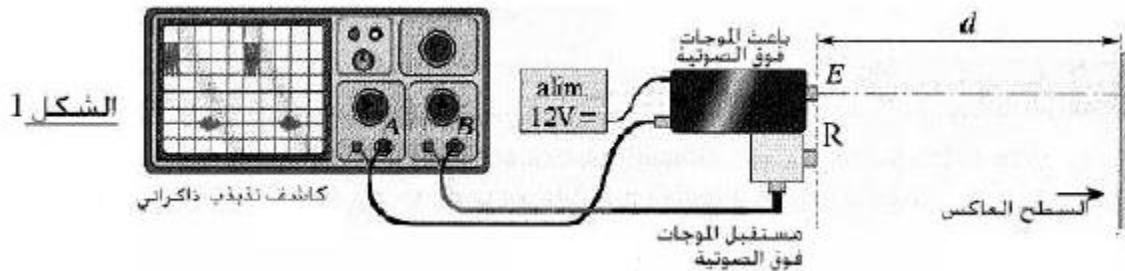 باعث الموجات
فوق الصوتية
d
E
alim
12V =
R
A
B
الشكل 1
كاشف تذبذب ذاكراتي
السطح العاكس
مستقبل الموجات
فوق الصوتية